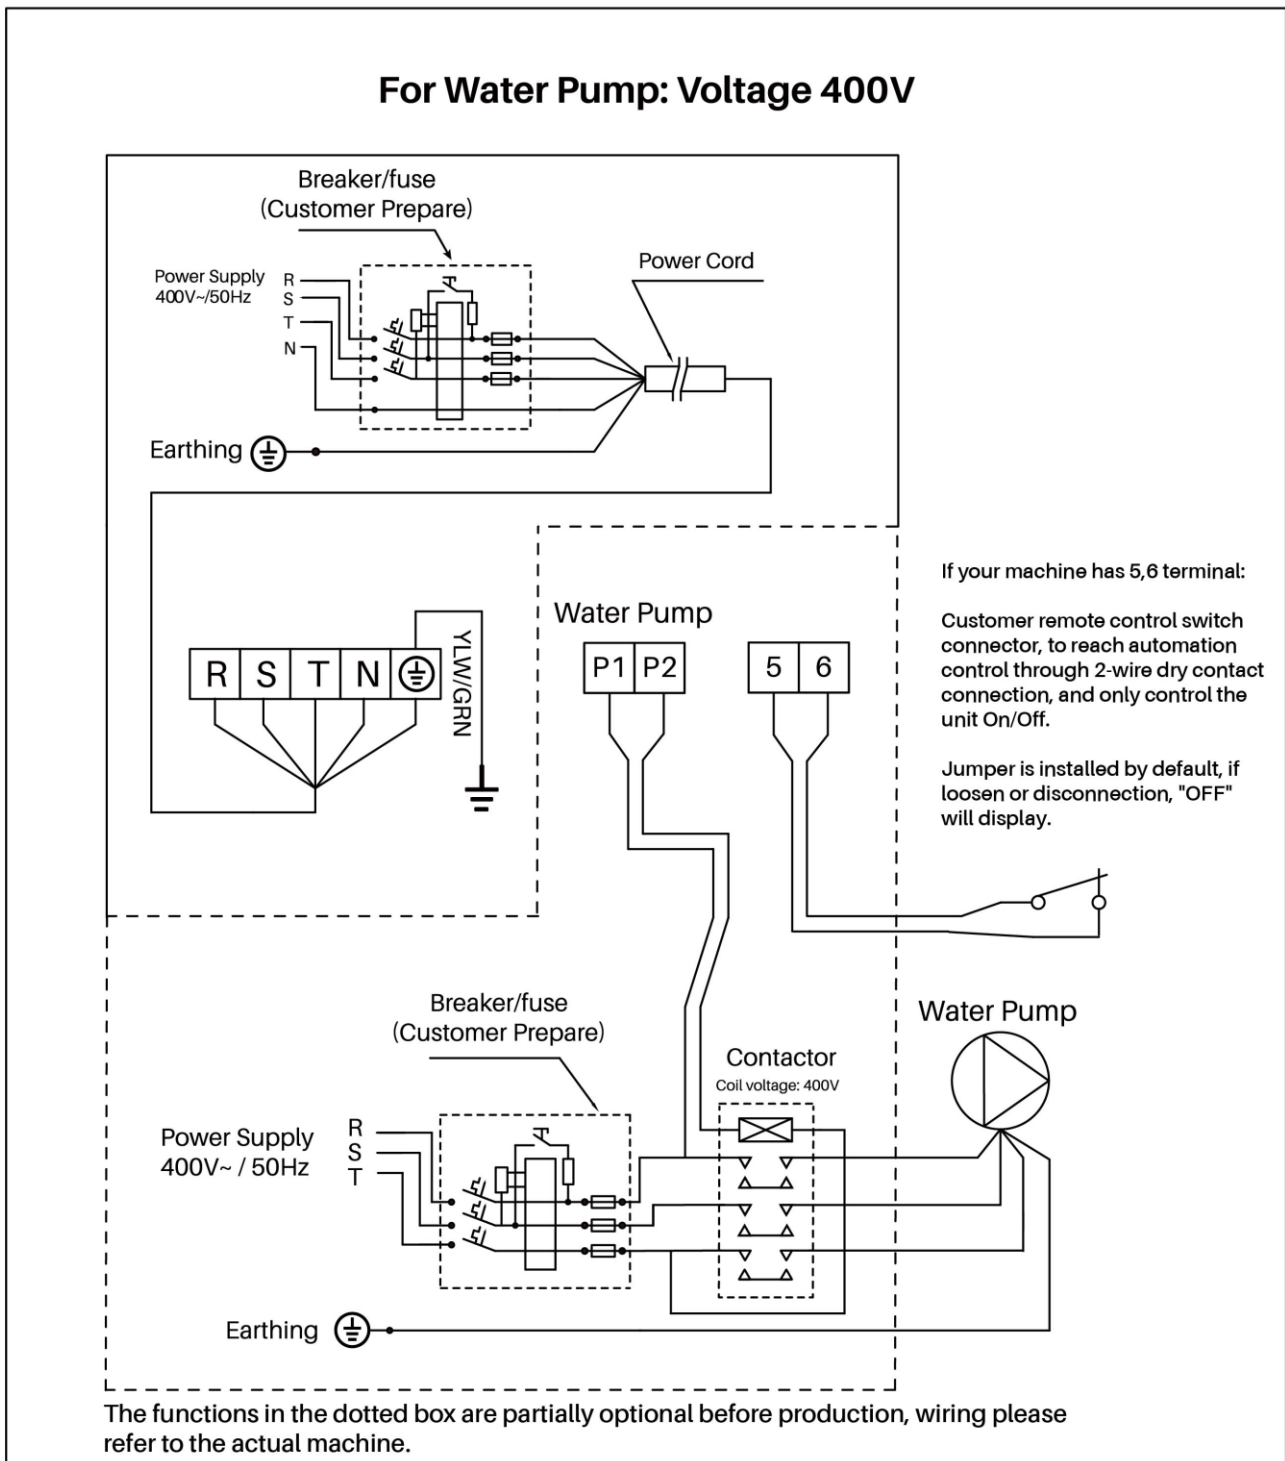 For Water Pump: Voltage 400V
Breaker/fuse
(Customer Prepare)
Power Cord
Power Supply
400V~/50Hz
R
S
T
N
Earthing
If your machine has 5,6 terminal:
Customer remote control switch
connector, to reach automation
control through 2-wire dry contact
connection, and only control the
unit On/Off.
Jumper is installed by default, if
loosen or disconnection, "OFF"
will display.
Water Pump
R S T N
YLW/GRN
P1 P2
5 6
Breaker/fuse
(Customer Prepare)
Water Pump
Contactor
Coil voltage: 400V
Power Supply
400V~ / 50Hz
R
S
T
Earthing
The functions in the dotted box are partially optional before production, wiring please
refer to the actual machine.